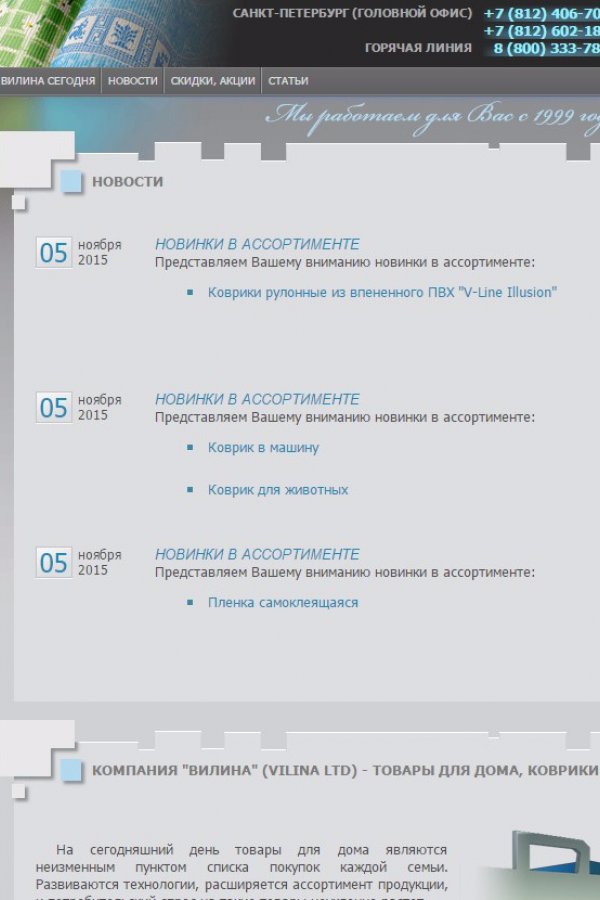 САНКТ-ПЕТЕРБУРГ (ГОЛОВНОЙ ОФИС) +7 (812) 406-70
+7 (812) 602-18
ГОРЯЧАЯ ЛИНИЯ 8 (800) 333-78
ВИЛИНА СЕГОДНЯ НОВОСТИ СКИДКИ, АКЦИИ СТАТЬИ
Мы работаем для Вас с 1999 го
НОВОСТИ
05 ноября 2015
НОВИНКИ В АССОРТИМЕНТЕ
Представляем Вашему вниманию новинки в ассортименте:
Коврики рулонные из впененного ПВХ "V-Line Illusion"
05 ноября 2015
НОВИНКИ В АССОРТИМЕНТЕ
Представляем Вашему вниманию новинки в ассортименте:
Коврик в машину
Коврик для животных
05 ноября 2015
НОВИНКИ В АССОРТИМЕНТЕ
Представляем Вашему вниманию новинки в ассортименте:
Пленка самоклеящаяся
КОМПАНИЯ "ВИЛИНА" (VILINA LTD) - ТОВАРЫ ДЛЯ ДОМА, КОВРИКИ
На сегодняшний день товары для дома являются
неизменным пунктом списка покупок каждой семьи.
Развиваются технологии, расширяется ассортимент продукции,